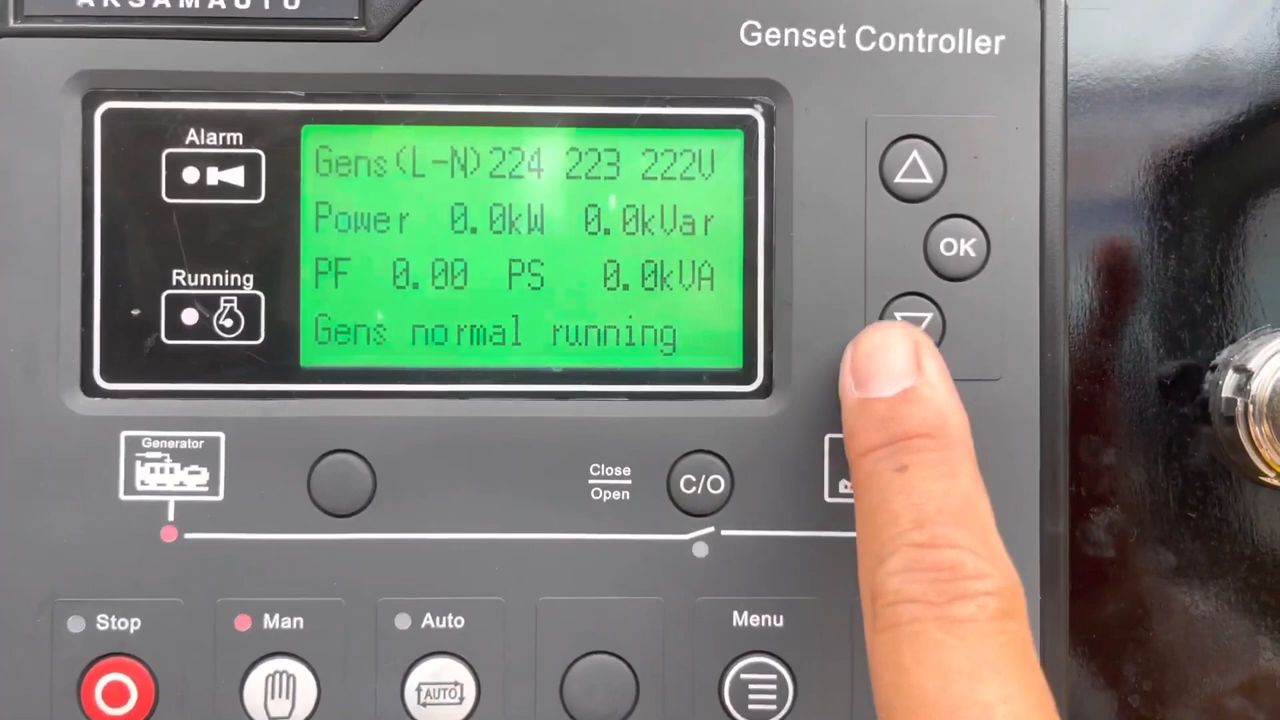 AKSAMAUTO
Genset Controller
Alarm
Gens(L-N)224 223 222V
Power 0.0kW 0.0kVar
OK
Running
PF 0.00 PS 0.0kVA
Gens normal running
Generator
Close
Open
C/O
Stop
Man
Auto
Menu
AUTO